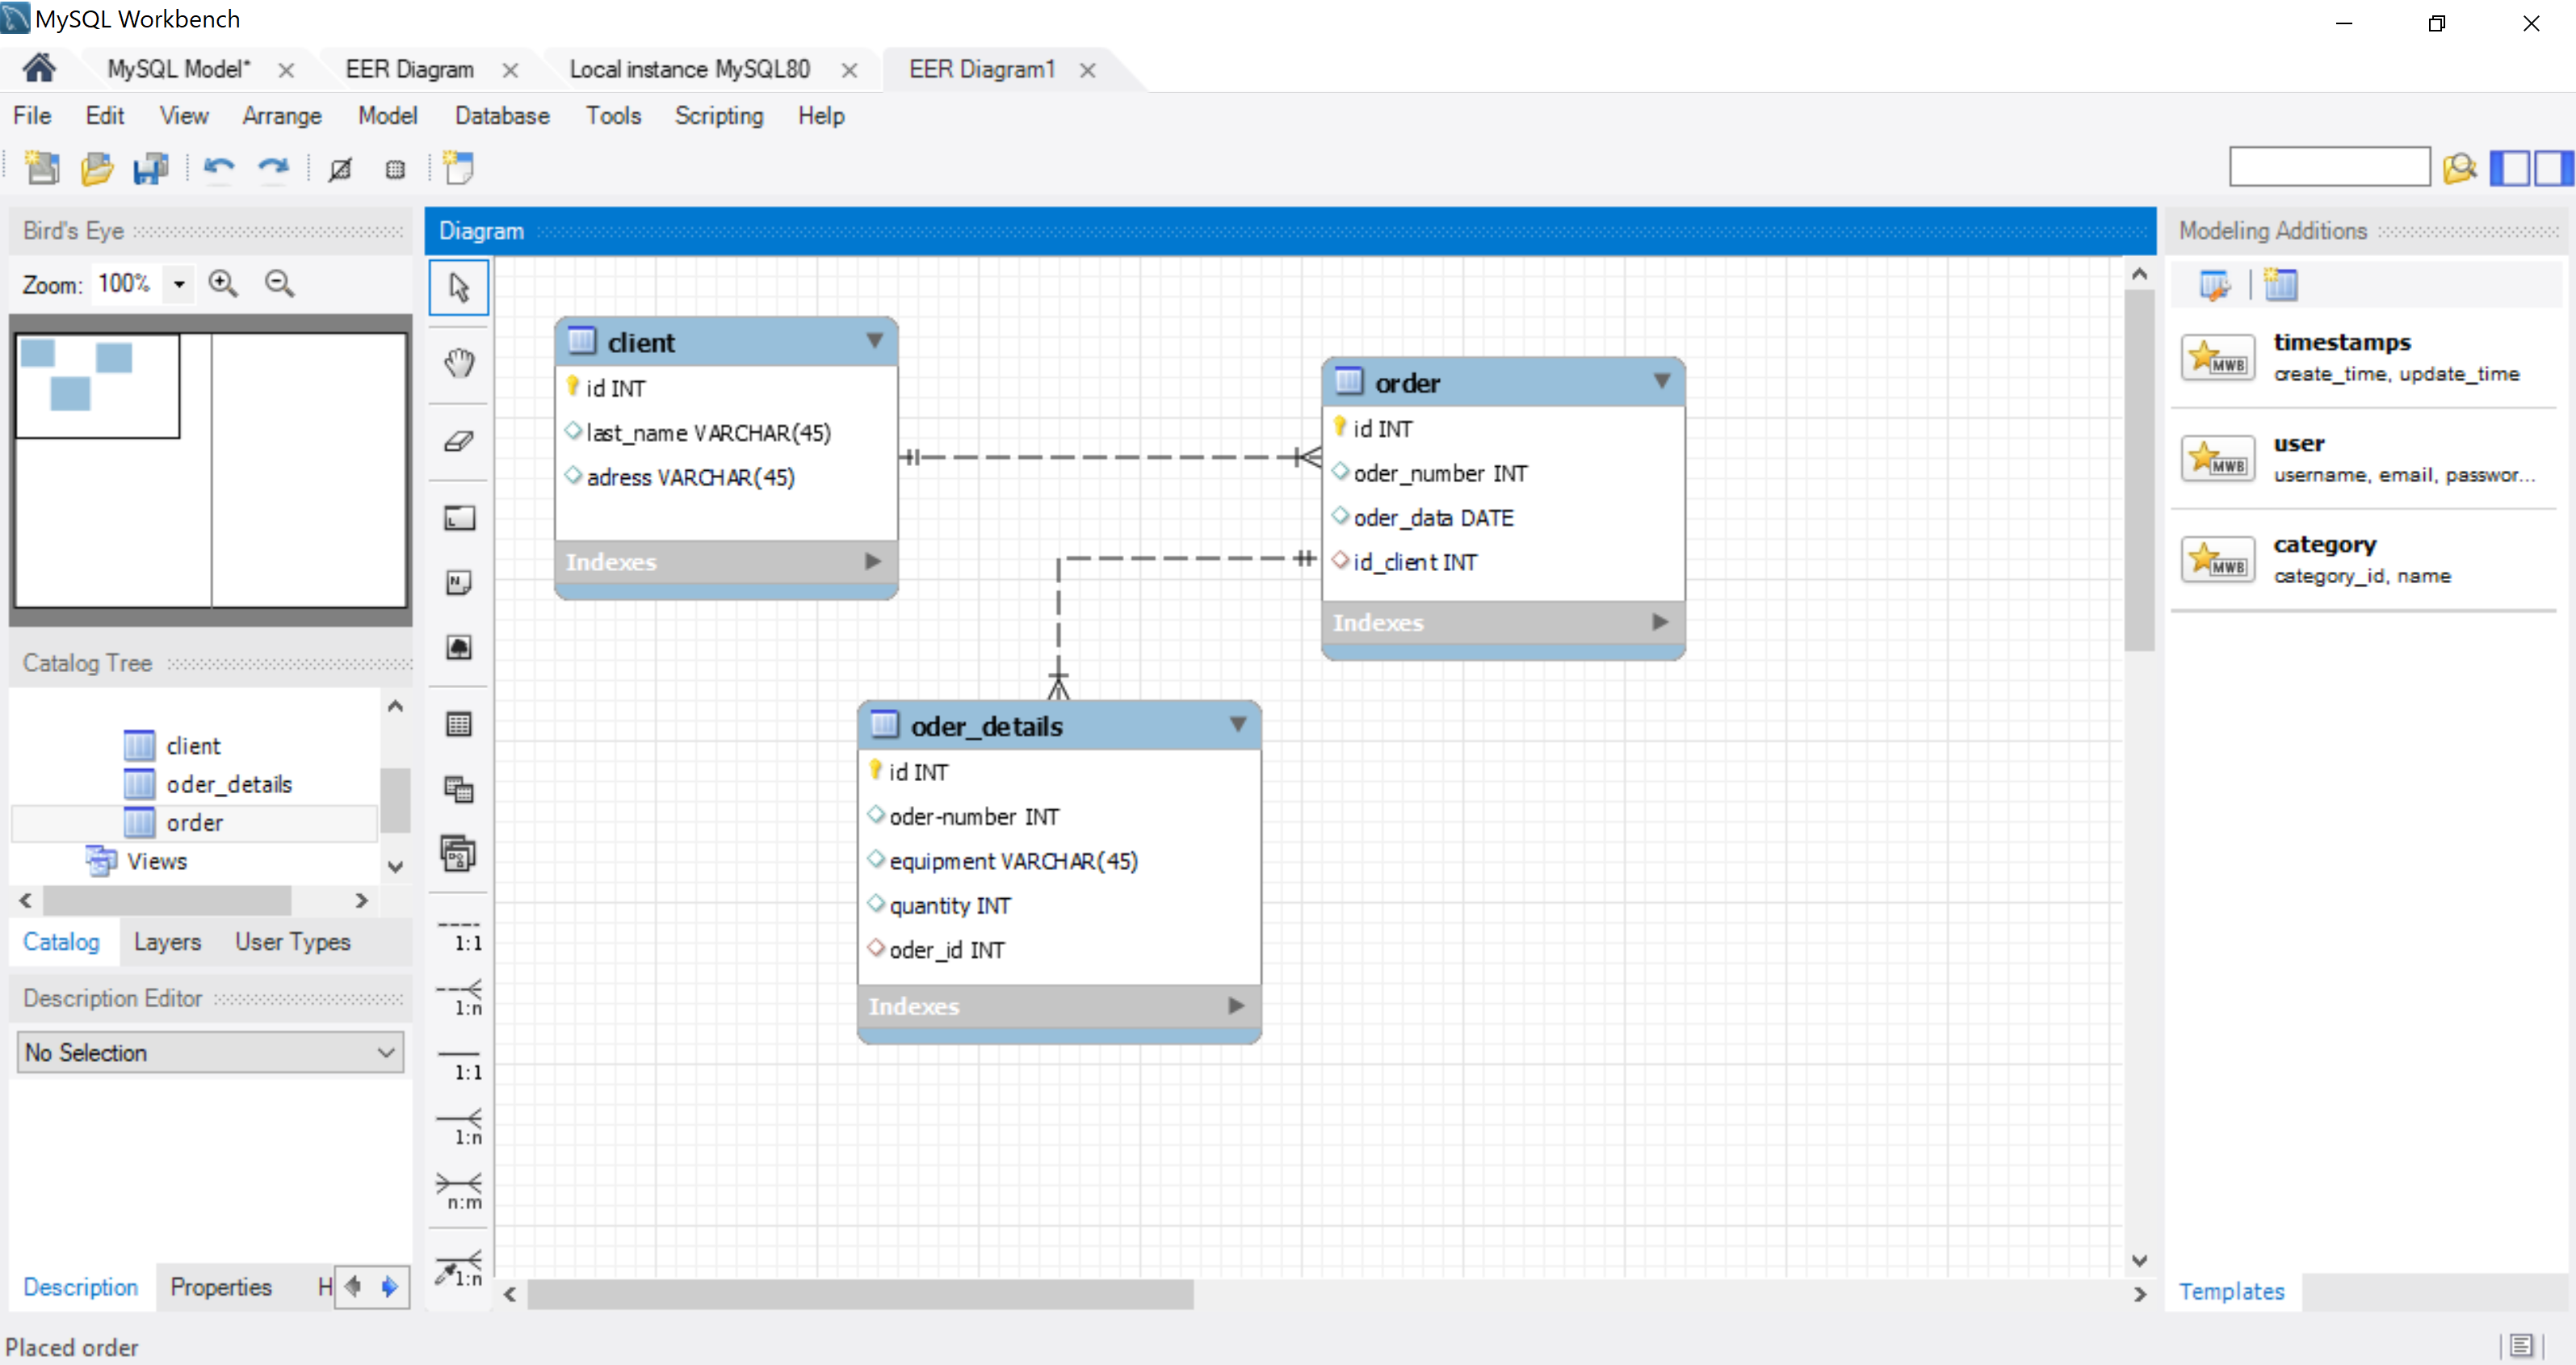 MySQL Workbench
MySQL Model* EER Diagram Local instance MySQL80 EER Diagram1
File Edit View Arrange Model Database Tools Scripting Help
Bird's Eye
Zoom: 100%
Catalog Tree
client
oder_details
order
Views
Catalog Layers User Types
Description Editor
No Selection
Description Properties H
Placed order
Diagram
L
N
1:1
1:n
1:1
1:n
n:m
1:n
client
id INT
last_name VARCHAR(45)
adress VARCHAR(45)
Indexes
order
id INT
oder_number INT
oder_data DATE
id_client INT
Indexes
oder_details
id INT
oder-number INT
equipment VARCHAR(45)
quantity INT
oder_id INT
Indexes
Modeling Additions
MWB
timestamps
create_time, update_time
MWB
user
username, email, passwor...
MWB
category
category_id, name
Templates